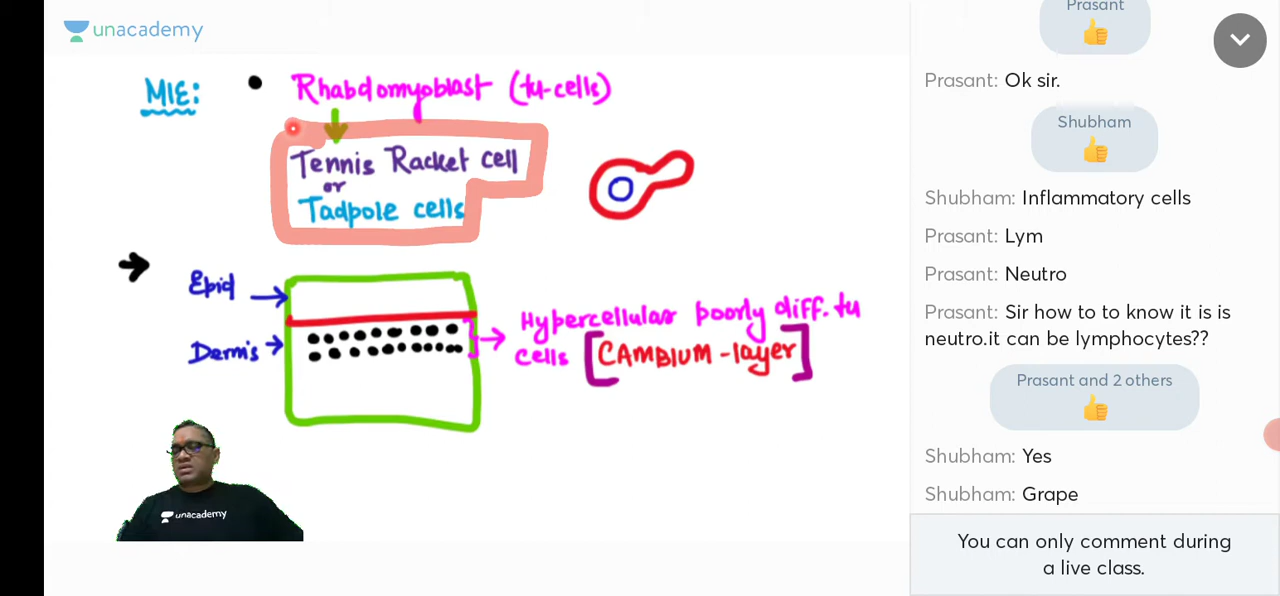 unacademy
MIE:
• Rhabdomyoblast (tu-cells)
Tennis Racket cell
or
Tadpole cells
Epid
Dermis
Hypercellular poorly diff. tu
cells [CAMBIUM-layer]
unacademy
Prasant
Prasant: Ok sir.
Shubham
Shubham: Inflammatory cells
Prasant: Lym
Prasant: Neutro
Prasant: Sir how to to know it is is
neutro.it can be lymphocytes??
Prasant and 2 others
Shubham: Yes
Shubham: Grape
You can only comment during
a live class.